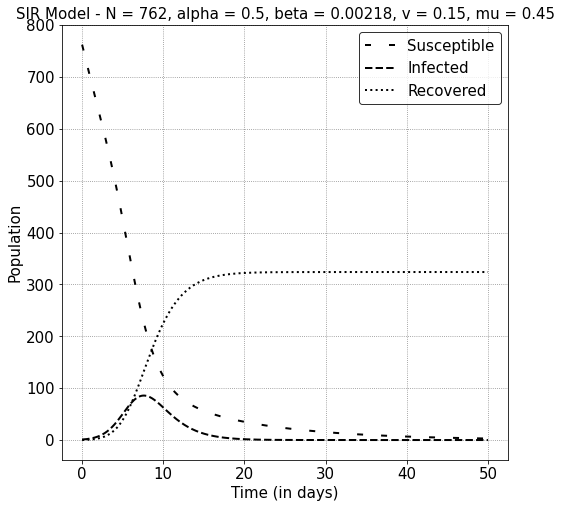 SIR Model - N = 762, alpha = 0.5, beta = 0.00218, v = 0.15, mu = 0.45
800
700
600
500
400
300
200
100
0
Population
Susceptible
Infected
Recovered
0 10 20 30 40 50
Time (in days)